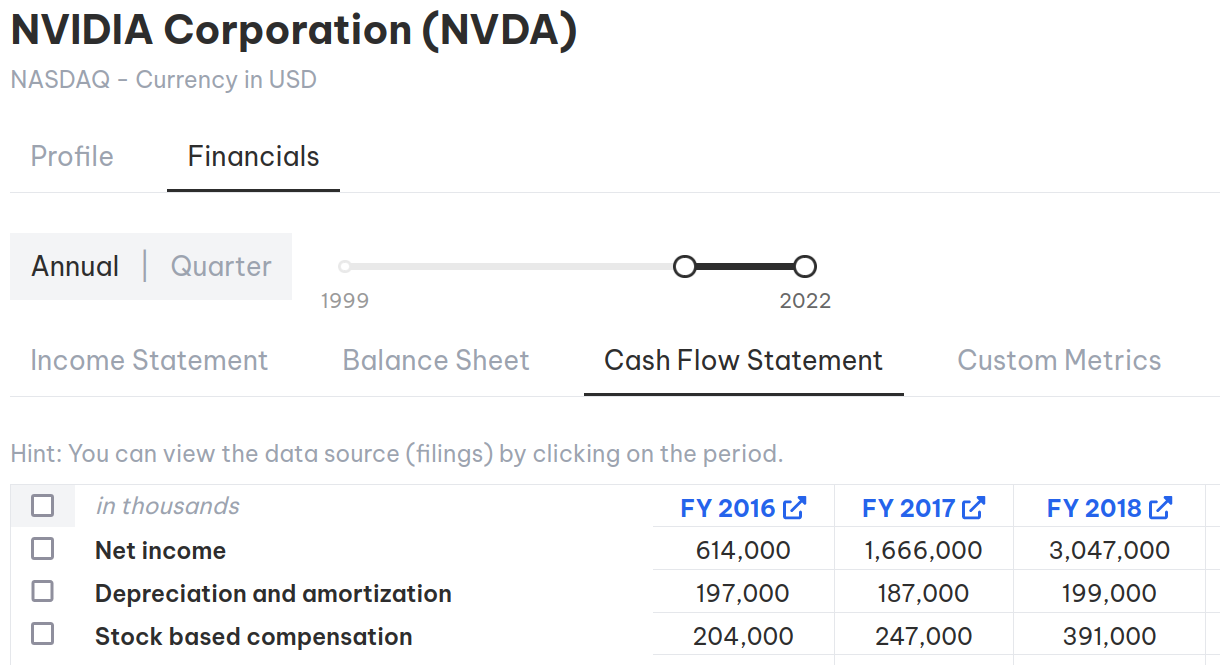 NVIDIA Corporation (NVDA)
NASDAQ - Currency in USD
Profile Financials
Annual | Quarter
1999 2022
Income Statement Balance Sheet Cash Flow Statement Custom Metrics
Hint: You can view the data source (filings) by clicking on the period.
in thousands FY 2016 FY 2017 FY 2018
Net income 614,000 1,666,000 3,047,000
Depreciation and amortization 197,000 187,000 199,000
Stock based compensation 204,000 247,000 391,000